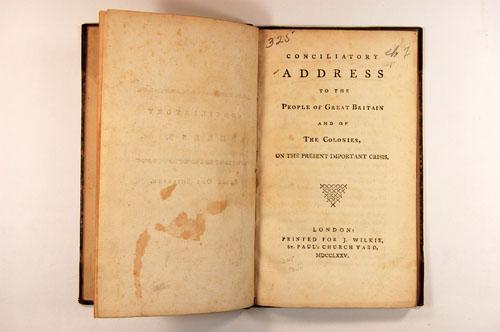 325
CONCILIATORY
ADDRESS
TO THE
PEOPLE OF GREAT BRITAIN
AND OF
THE COLONIES,
ON THE PRESENT IMPORTANT CRISIS.
LONDON:
PRINTED FOR J. WILKIE,
ST. PAUL'S CHURCH YARD,
MDCCLXXV.